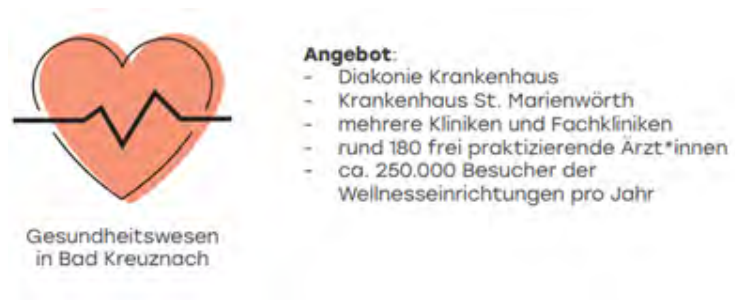 Angebot:
- Diakonie Krankenhaus
- Krankenhaus St. Marienwörth
- mehrere Kliniken und Fachkliniken
- rund 180 frei praktizierende Ärzt*innen
- ca. 250.000 Besucher der
Wellnesseinrichtungen pro Jahr
Gesundheitswesen
in Bad Kreuznach